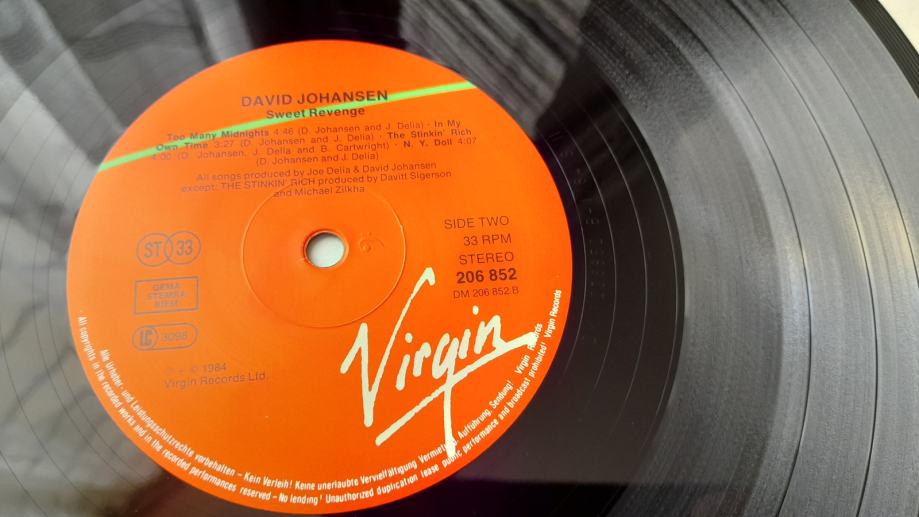 DAVID JOHANSEN
Sweet Revenge
Too Many Midnights 4:46 (D. Johansen and J. Delia) · In My
Own Time 3:27 (D. Johansen and J. Delia) · The Stinkin' Rich
4:00 (D. Johansen, J. Delia and B. Cartwright) · N. Y. Doll 4:07
(D. Johansen and J. Delia)
All songs produced by Joe Delia & David Johansen
except: THE STINKIN' RICH produced by Davitt Sigerson
and Michael Zilkha
SIDE TWO
33 RPM
STEREO
206 852
DM 206 852 B
ST 33
GEMA
STEMRA
BIEM
LC 3098
℗ + © 1984
Virgin Records Ltd.
Virgin
Alle Urheber- und Leistungsschutzrechte vorbehalten – Kein Verleih! Keine unerlaubte Vervielfältigung, Vermietung, Aufführung, Sendung! Virgin Records
All copyrights in the recorded works and in the recorded performances reserved – No lending! Unauthorized duplication lease public performance and broadcast prohibited! Virgin Records